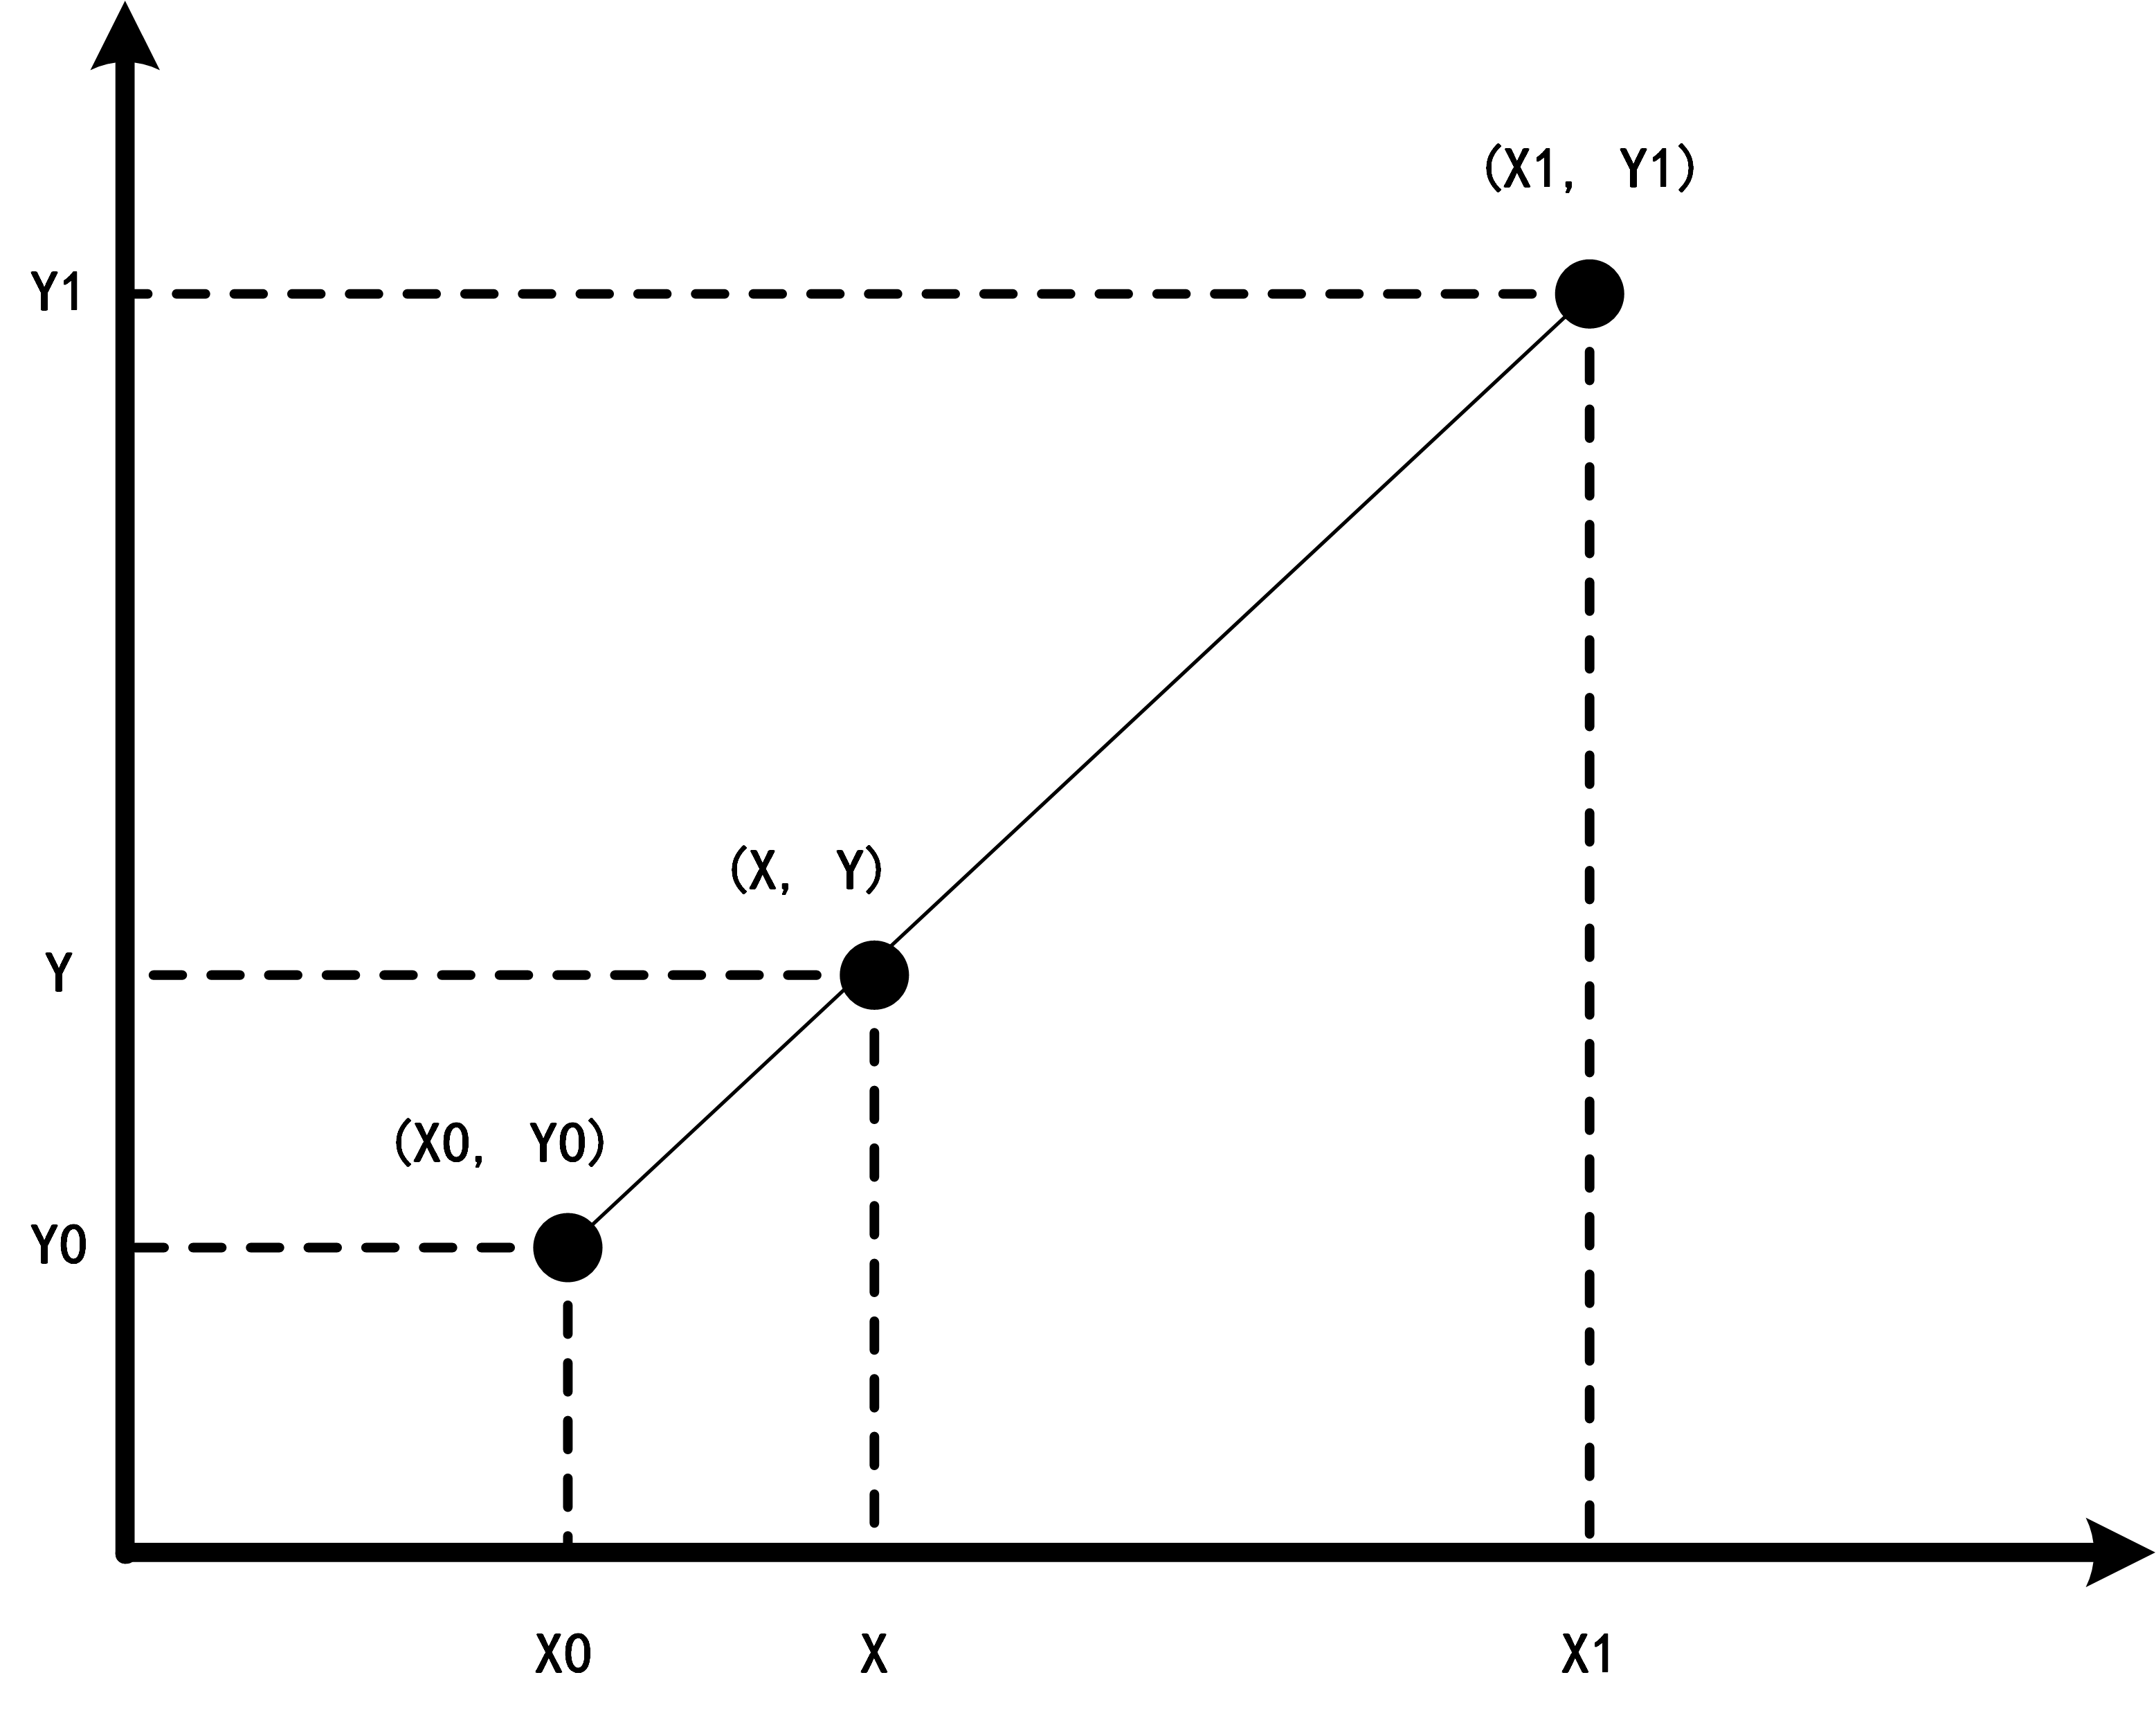 (X1, Y1)
Y1
(X, Y)
Y
(X0, Y0)
Y0
X0 X X1